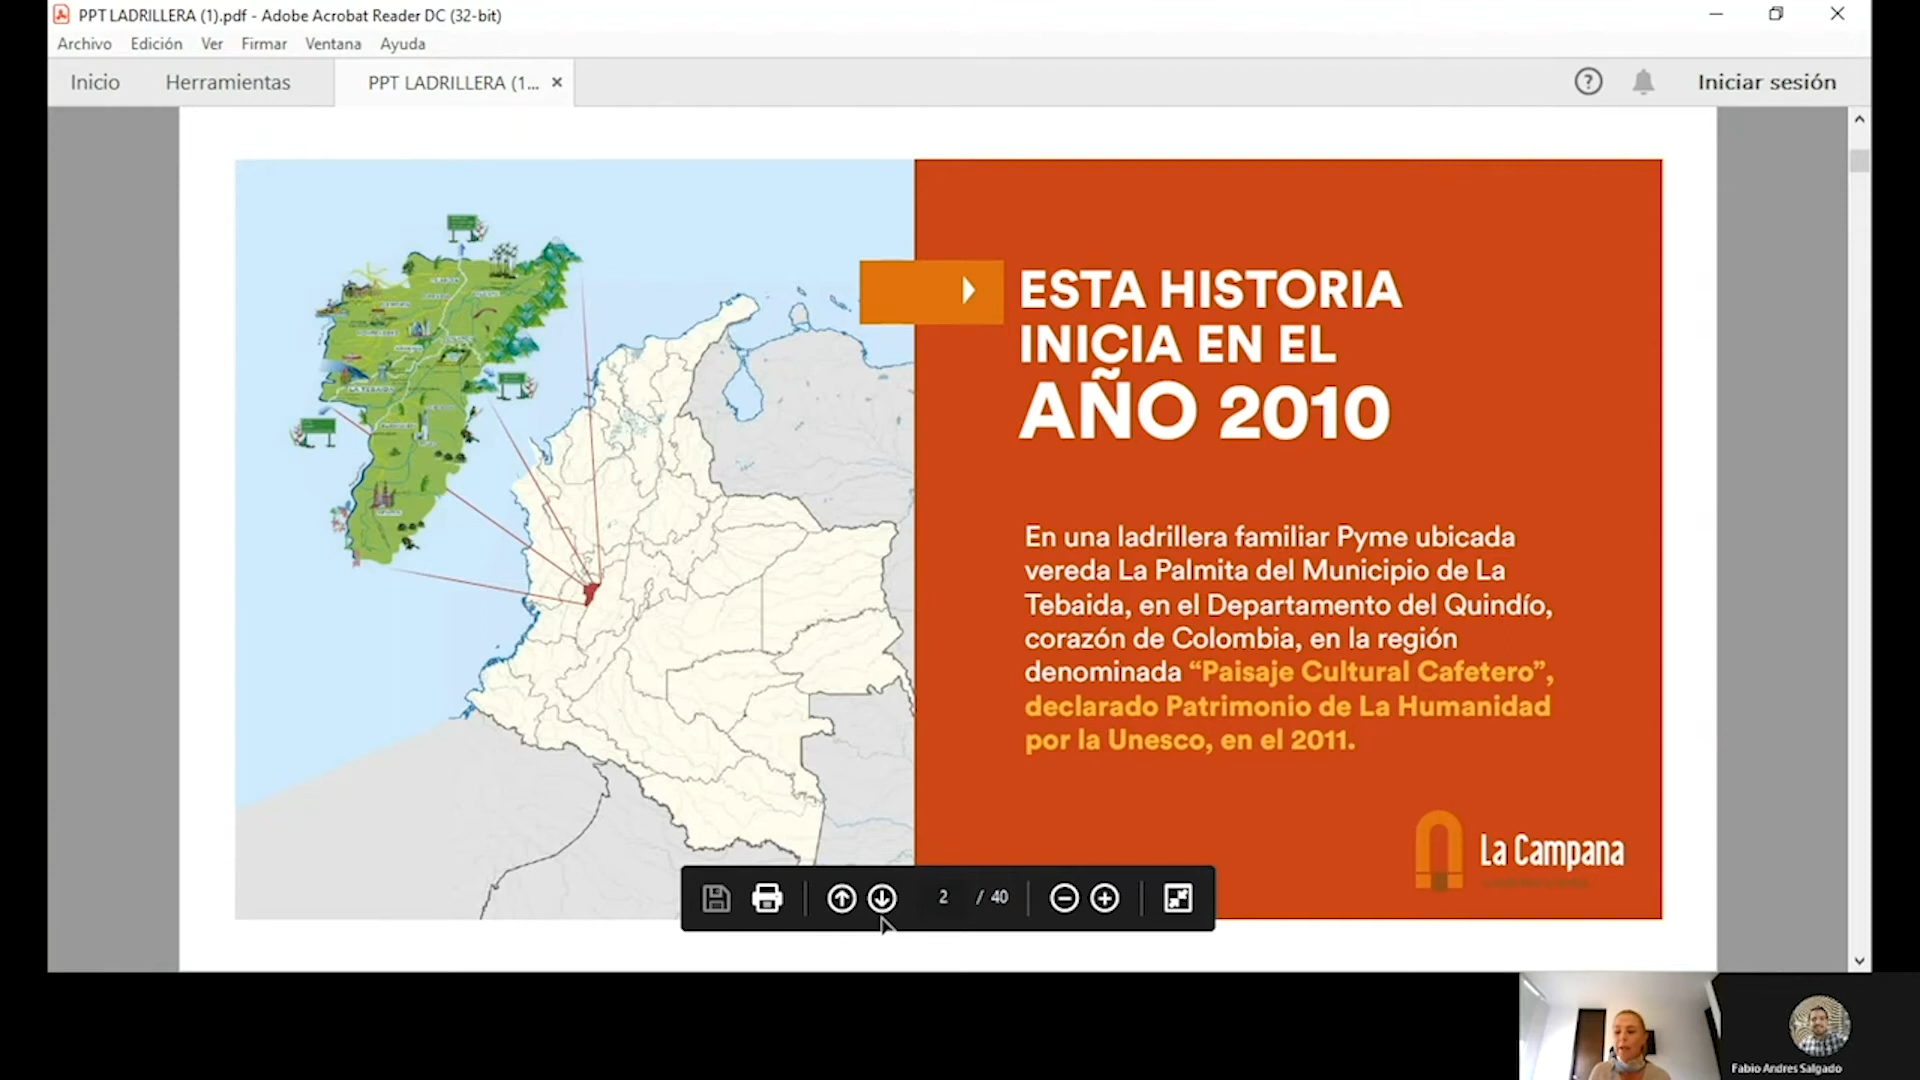 PPT LADRILLERA (1).pdf - Adobe Acrobat Reader DC (32-bit)
Archivo Edición Ver Firmar Ventana Ayuda
Inicio Herramientas PPT LADRILLERA (1... × Iniciar sesión
ESTA HISTORIA
INICIA EN EL
AÑO 2010
En una ladrillera familiar Pyme ubicada
vereda La Palmita del Municipio de La
Tebaida, en el Departamento del Quindío,
corazón de Colombia, en la región
denominada “Paisaje Cultural Cafetero”,
declarado Patrimonio de La Humanidad
por la Unesco, en el 2011.
La Campana
2 / 40
Fabio Andres Salgado